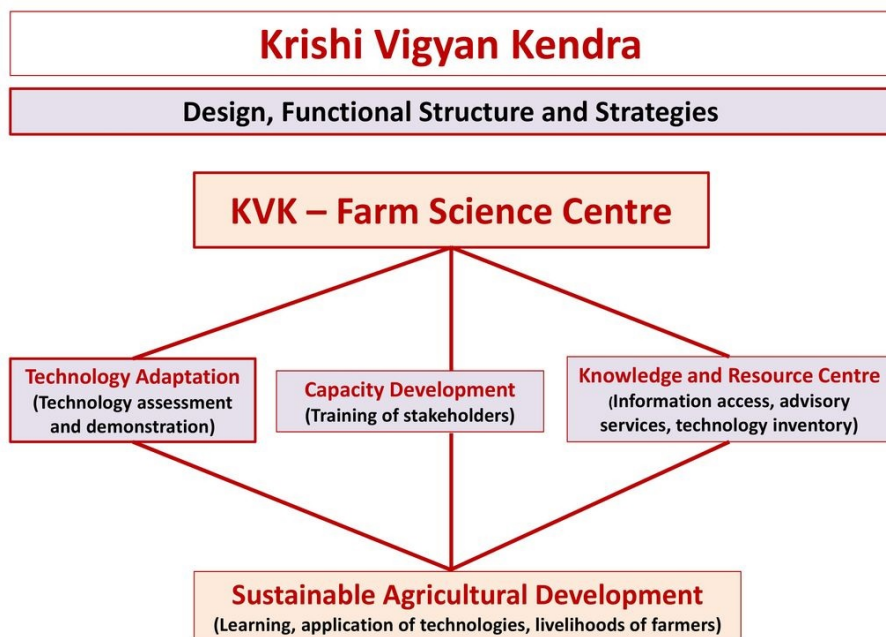 Krishi Vigyan Kendra
Design, Functional Structure and Strategies
KVK – Farm Science Centre
Technology Adaptation
(Technology assessment
and demonstration)
Capacity Development
(Training of stakeholders)
Knowledge and Resource Centre
(Information access, advisory
services, technology inventory)
Sustainable Agricultural Development
(Learning, application of technologies, livelihoods of farmers)